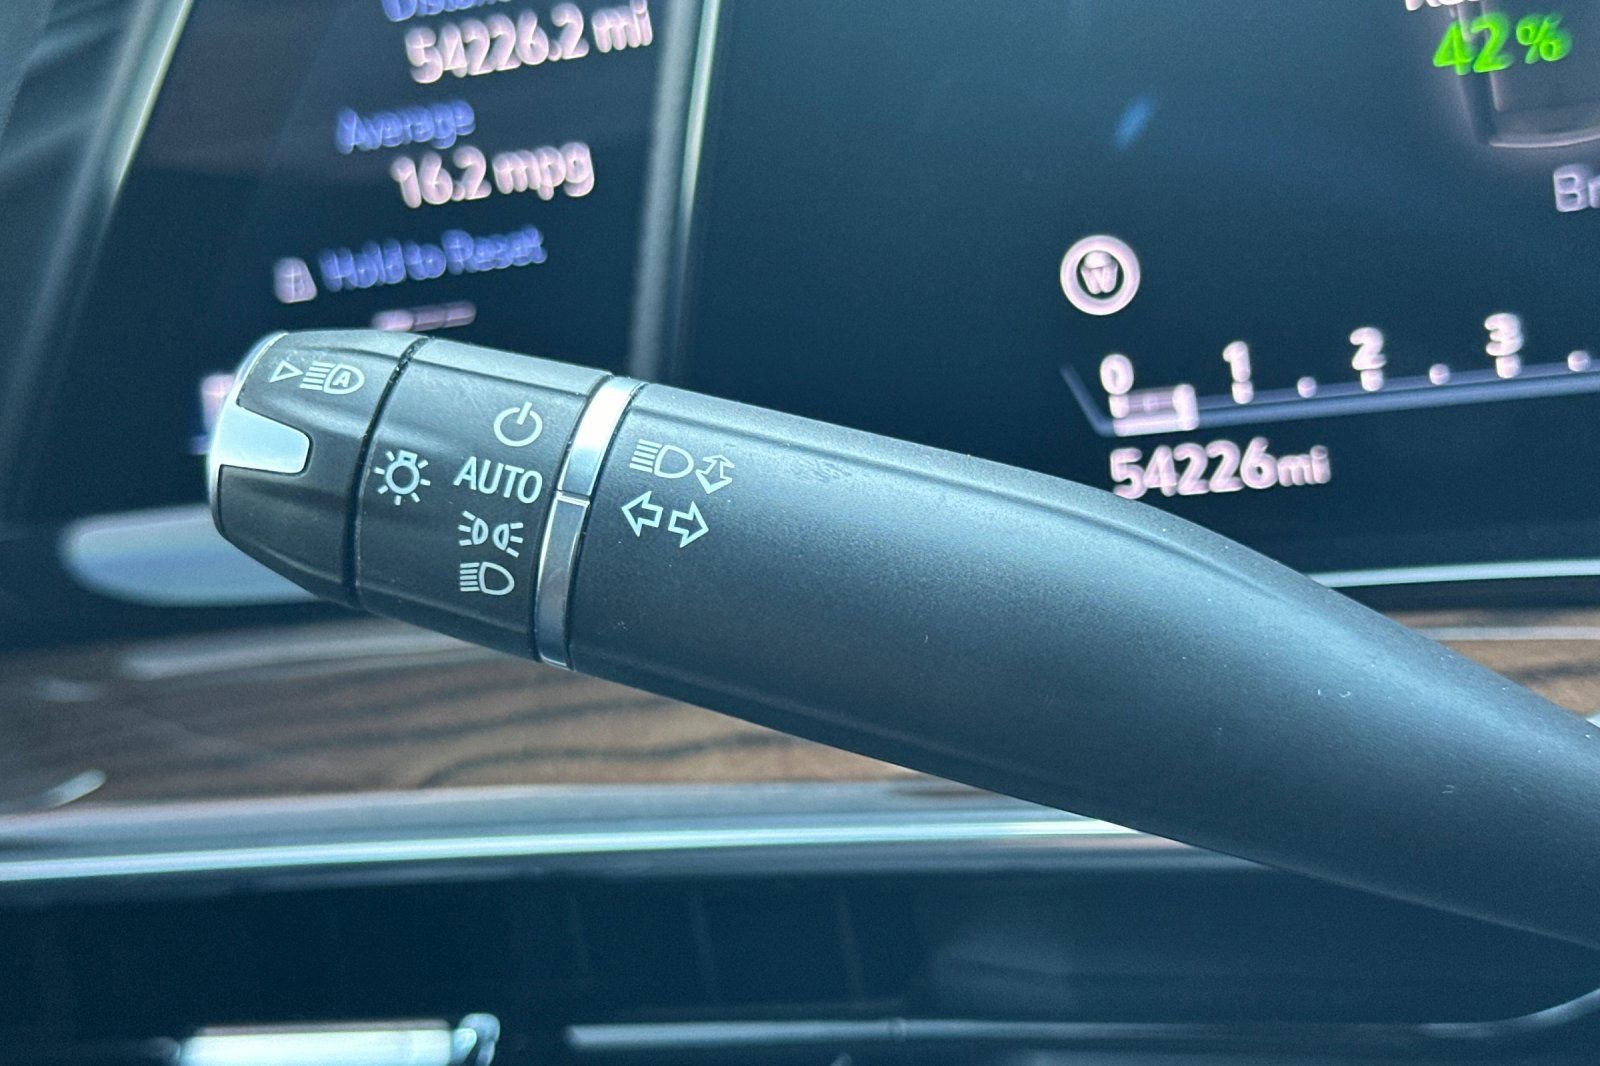 54226.2 mi
42%
Average
16.2 mpg
Hold to Reset
W
0 1 2 3
54226mi
A
AUTO